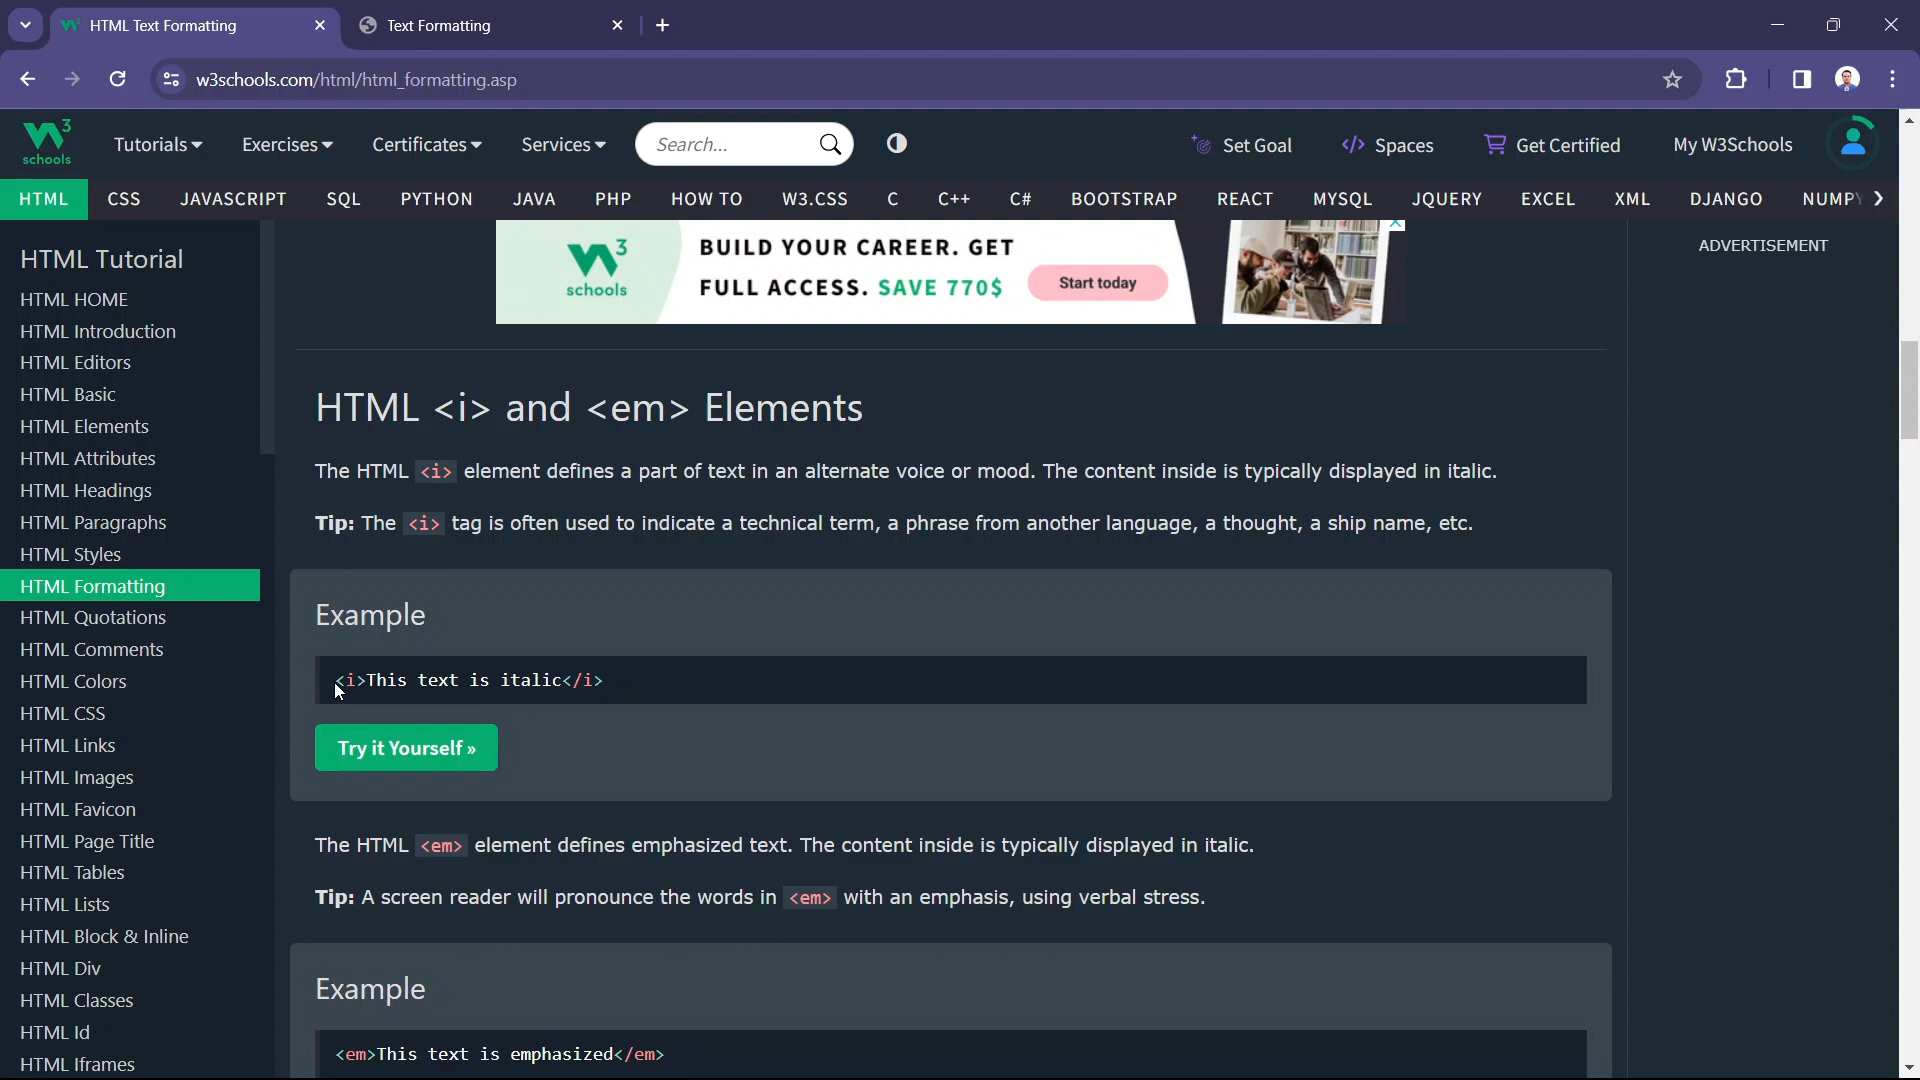 HTML Text Formatting
Text Formatting
w3schools.com/html/html_formatting.asp
3
schools
Tutorials
Exercises
Certificates
Services
Search...
Set Goal
Spaces
Get Certified
My W3Schools
HTML
CSS
JAVASCRIPT
SQL
PYTHON
JAVA
PHP
HOW TO
W3.CSS
C
C++
C#
BOOTSTRAP
REACT
MYSQL
JQUERY
EXCEL
XML
DJANGO
NUMPY
HTML Tutorial
HTML HOME
HTML Introduction
HTML Editors
HTML Basic
HTML Elements
HTML Attributes
HTML Headings
HTML Paragraphs
HTML Styles
HTML Formatting
HTML Quotations
HTML Comments
HTML Colors
HTML CSS
HTML Links
HTML Images
HTML Favicon
HTML Page Title
HTML Tables
HTML Lists
HTML Block & Inline
HTML Div
HTML Classes
HTML Id
HTML Iframes
3
schools
BUILD YOUR CAREER. GET
FULL ACCESS. SAVE 770$
Start today
HTML <i> and <em> Elements
The HTML <i> element defines a part of text in an alternate voice or mood. The content inside is typically displayed in italic.
Tip: The <i> tag is often used to indicate a technical term, a phrase from another language, a thought, a ship name, etc.
Example
<i>This text is italic</i>
Try it Yourself »
The HTML <em> element defines emphasized text. The content inside is typically displayed in italic.
Tip: A screen reader will pronounce the words in <em> with an emphasis, using verbal stress.
Example
<em>This text is emphasized</em>
ADVERTISEMENT